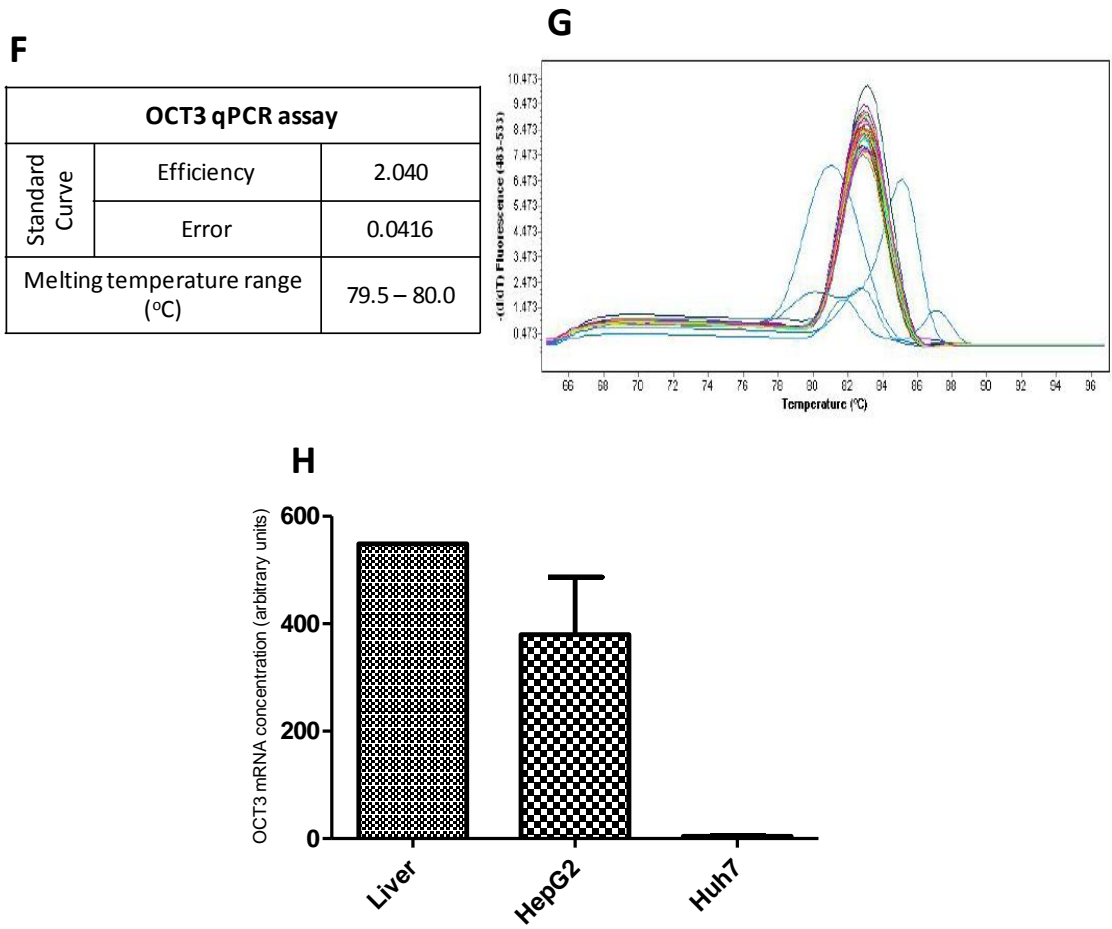 F
OCT3 qPCR assay
Standard
Curve
Efficiency
2.040
Error
0.0416
Melting temperature range
(°C)
79.5 – 80.0
G
-(d/dT) Fluorescence (483-533)
10.473
9.473
8.473
7.473
6.473
5.473
4.473
3.473
2.473
1.473
0.473
66 68 70 72 74 76 78 80 82 84 86 88 90 92 94 96
Temperature (°C)
H
OCT3 mRNA concentration (arbitrary units)
600
400
200
0
Liver
HepG2
Huh7